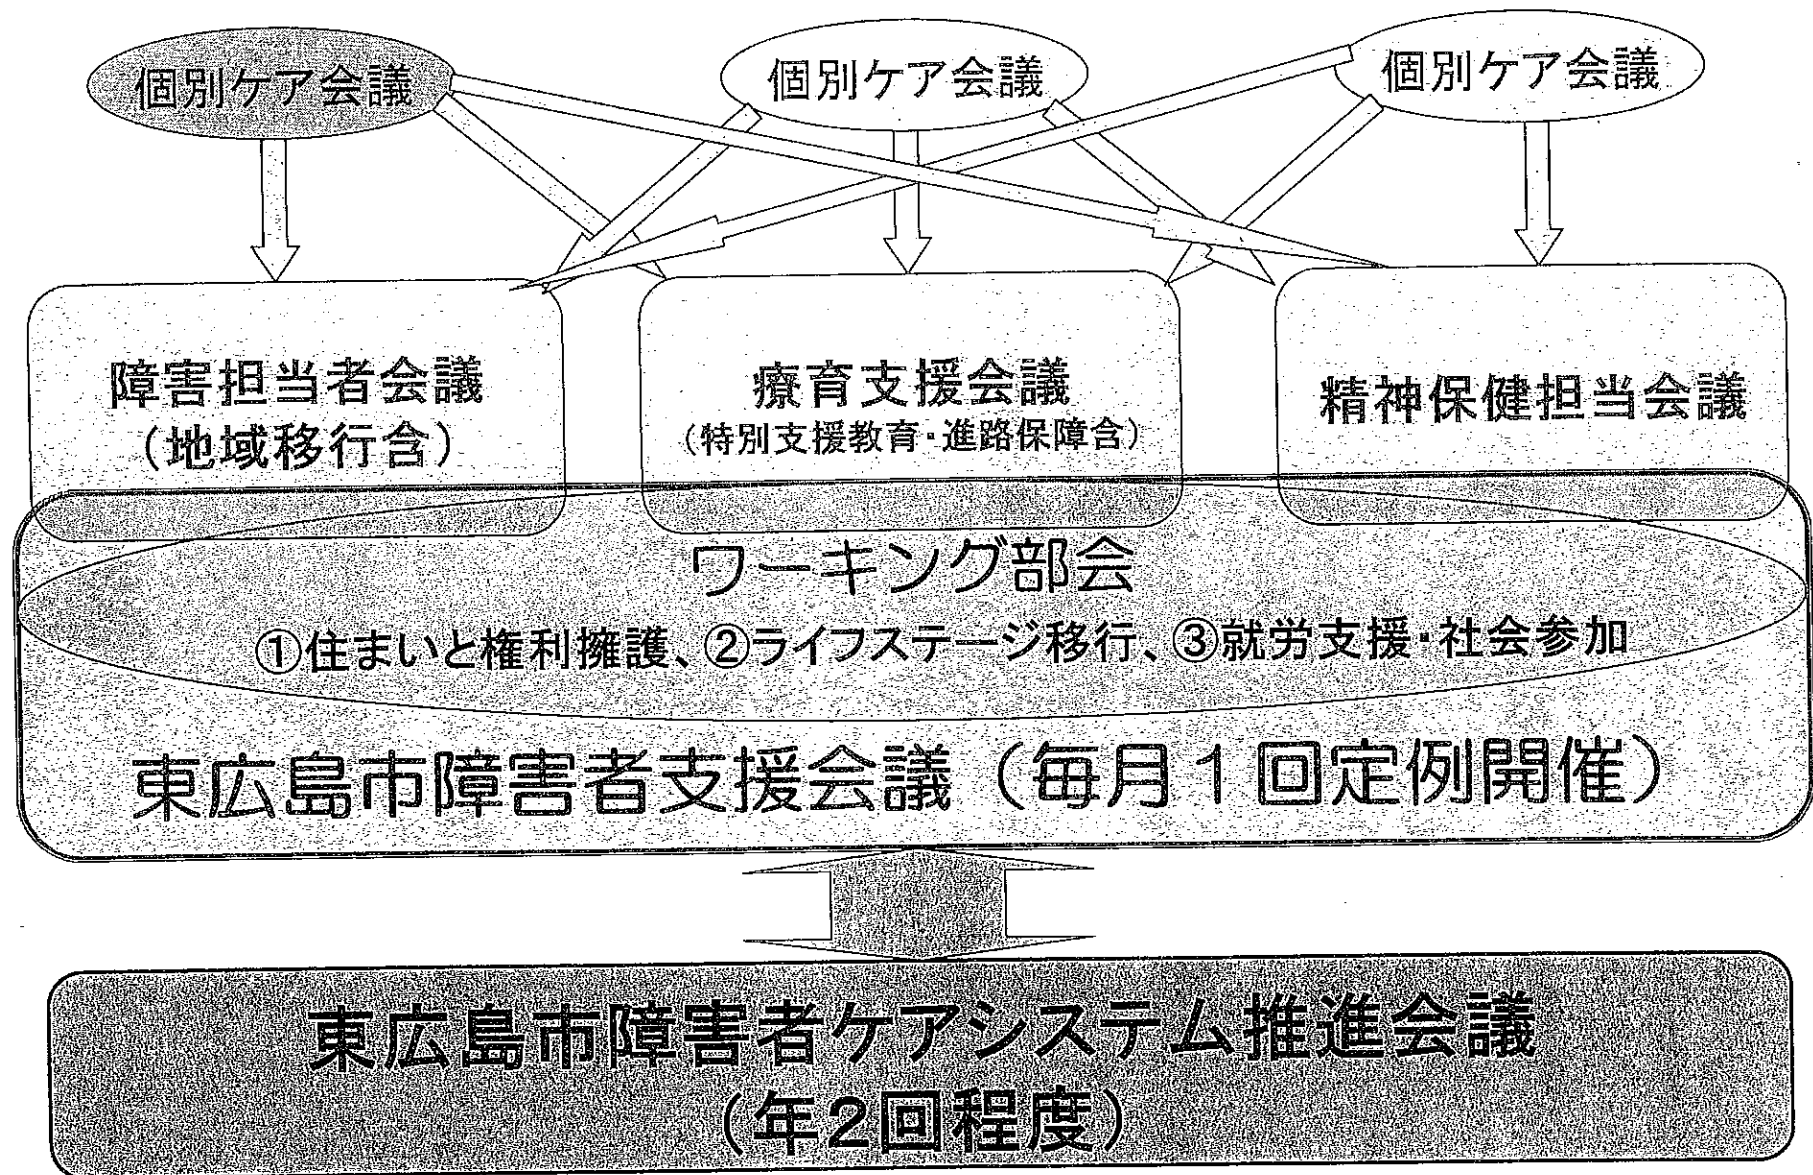 個別ケア会議
個別ケア会議
個別ケア会議
障害担当者会議
（地域移行含）
療育支援会議
（特別支援教育・進路保障含）
精神保健担当会議
ワーキング部会
①住まいと権利擁護、②ライフステージ移行、③就労支援・社会参加
東広島市障害者支援会議（毎月１回定例開催）
東広島市障害者ケアシステム推進会議
（年２回程度）